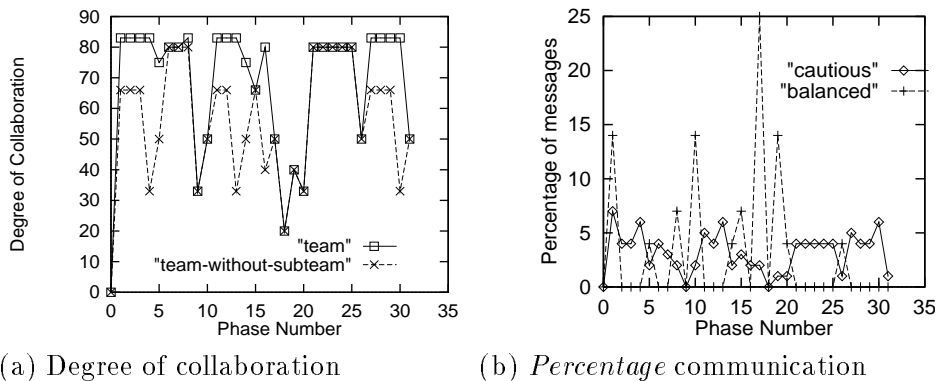 Degree of Collaboration
90
80
70
60
50
40
30
20
10
0
"team"
"team-without-subteam"
0 5 10 15 20 25 30 35
Phase Number
(a) Degree of collaboration
Percentage of messages
25
20
15
10
5
0
"cautious"
"balanced"
0 5 10 15 20 25 30 35
Phase Number
(b) Percentage communication